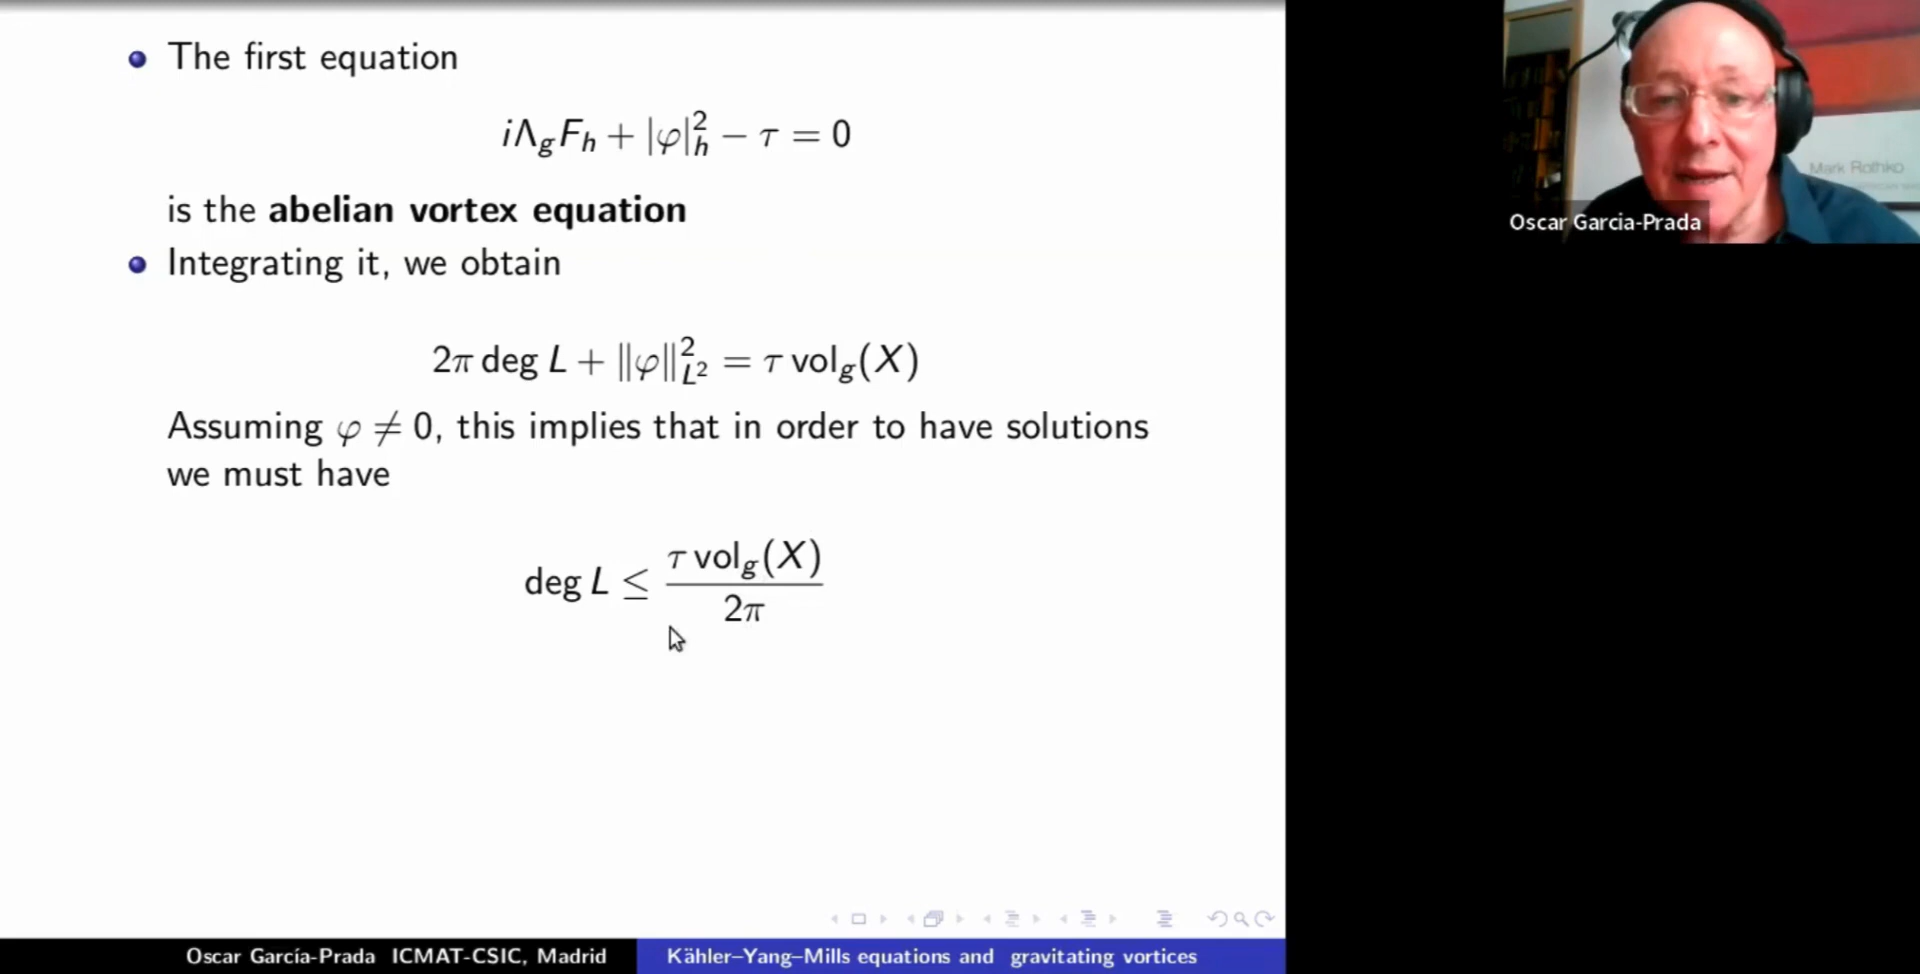 • The first equation
iΛ_g F_h + |φ|²_h − τ = 0
is the abelian vortex equation
• Integrating it, we obtain
2π deg L + ‖φ‖²_{L²} = τ vol_g(X)
Assuming φ ≠ 0, this implies that in order to have solutions
we must have
deg L ≤ τ vol_g(X) / 2π
Oscar García-Prada ICMAT-CSIC, Madrid
Kähler–Yang–Mills equations and gravitating vortices
Mark Rothko
Oscar Garcia-Prada